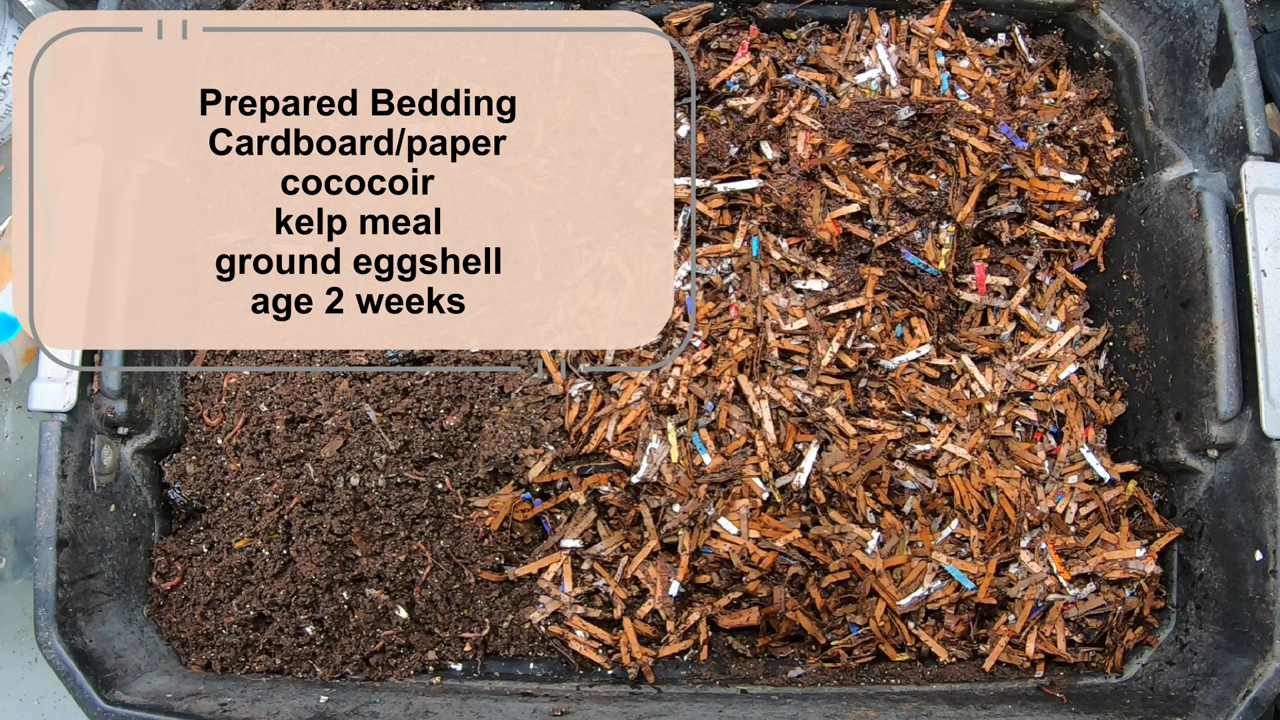 Prepared Bedding
Cardboard/paper
cococoir
kelp meal
ground eggshell
age 2 weeks